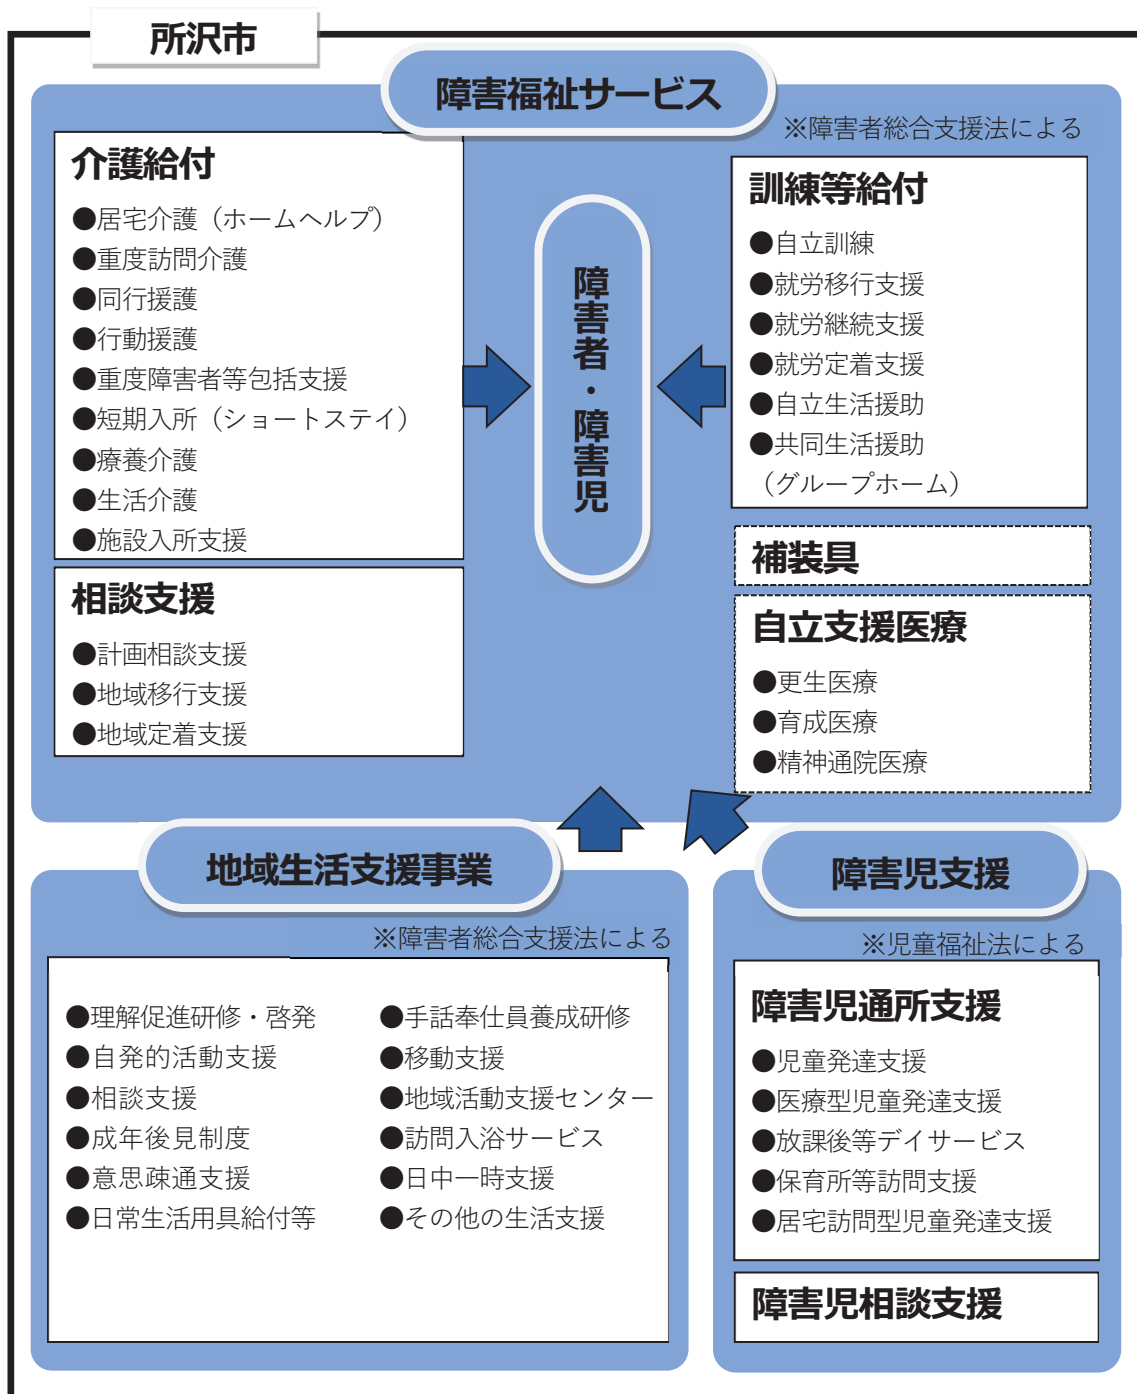 所沢市
障害福祉サービス
※障害者総合支援法による
介護給付
●居宅介護（ホームヘルプ）
●重度訪問介護
●同行援護
●行動援護
●重度障害者等包括支援
●短期入所（ショートステイ）
●療養介護
●生活介護
●施設入所支援
相談支援
●計画相談支援
●地域移行支援
●地域定着支援
障害者・障害児
訓練等給付
●自立訓練
●就労移行支援
●就労継続支援
●就労定着支援
●自立生活援助
●共同生活援助
（グループホーム）
補装具
自立支援医療
●更生医療
●育成医療
●精神通院医療
地域生活支援事業
※障害者総合支援法による
●理解促進研修・啓発
●自発的活動支援
●相談支援
●成年後見制度
●意思疎通支援
●日常生活用具給付等
●手話奉仕員養成研修
●移動支援
●地域活動支援センター
●訪問入浴サービス
●日中一時支援
●その他の生活支援
障害児支援
※児童福祉法による
障害児通所支援
●児童発達支援
●医療型児童発達支援
●放課後等デイサービス
●保育所等訪問支援
●居宅訪問型児童発達支援
障害児相談支援